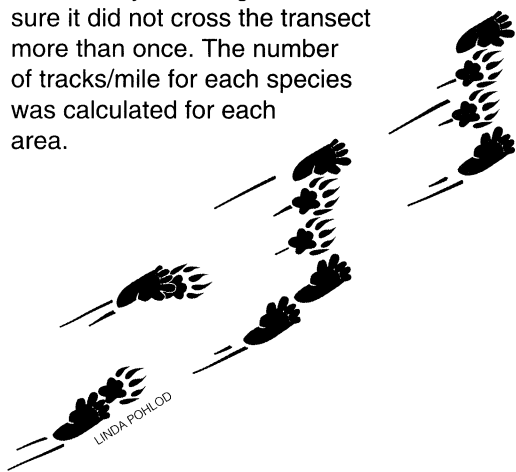 sure it did not cross the transect
more than once. The number
of tracks/mile for each species
was calculated for each
area.
LINDA POHLOD